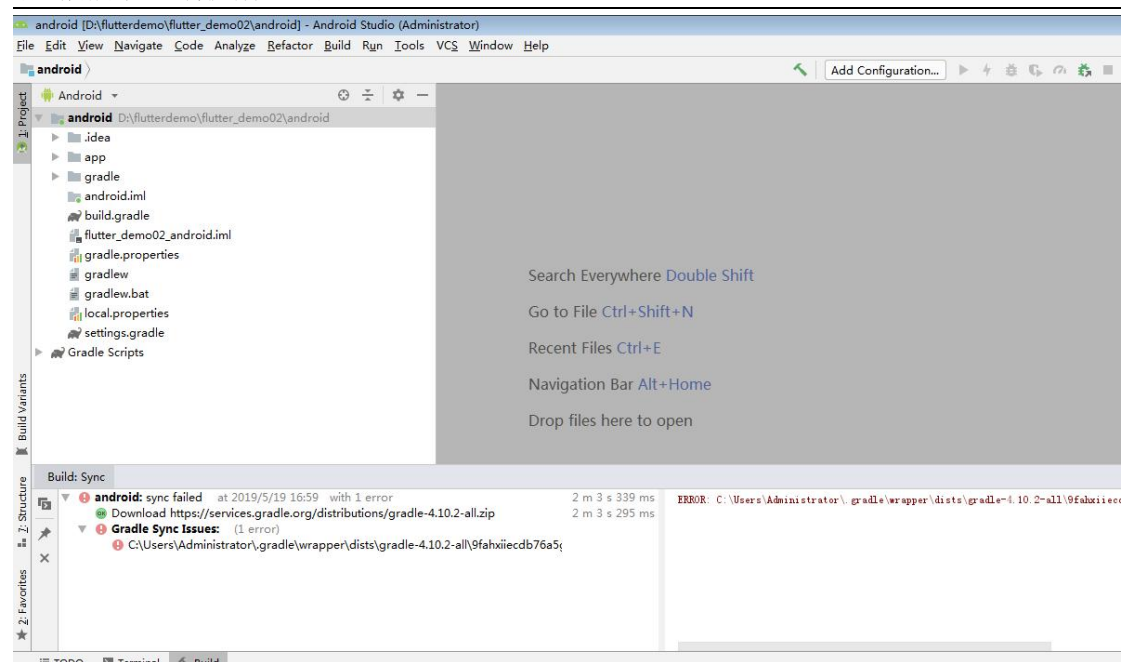 android [D:\flutterdemo\flutter_demo02\android] - Android Studio (Administrator)
File Edit View Navigate Code Analyze Refactor Build Run Tools VCS Window Help
android
Add Configuration...
1: Project
Android
android D:\flutterdemo\flutter_demo02\android
.idea
app
gradle
android.iml
build.gradle
flutter_demo02_android.iml
gradle.properties
gradlew
gradlew.bat
local.properties
settings.gradle
Gradle Scripts
Search Everywhere Double Shift
Go to File Ctrl+Shift+N
Recent Files Ctrl+E
Navigation Bar Alt+Home
Drop files here to open
Build Variants
2: Structure
2: Favorites
Build: Sync
android: sync failed at 2019/5/19 16:59 with 1 error 2 m 3 s 339 ms
Download https://services.gradle.org/distributions/gradle-4.10.2-all.zip 2 m 3 s 295 ms
Gradle Sync Issues: (1 error)
C:\Users\Administrator\.gradle\wrapper\dists\gradle-4.10.2-all\9fahxiiecdb76a5g
ERROR: C:\Users\Administrator\.gradle\wrapper\dists\gradle-4.10.2-all\9fahxiiecd
TODO Terminal Build